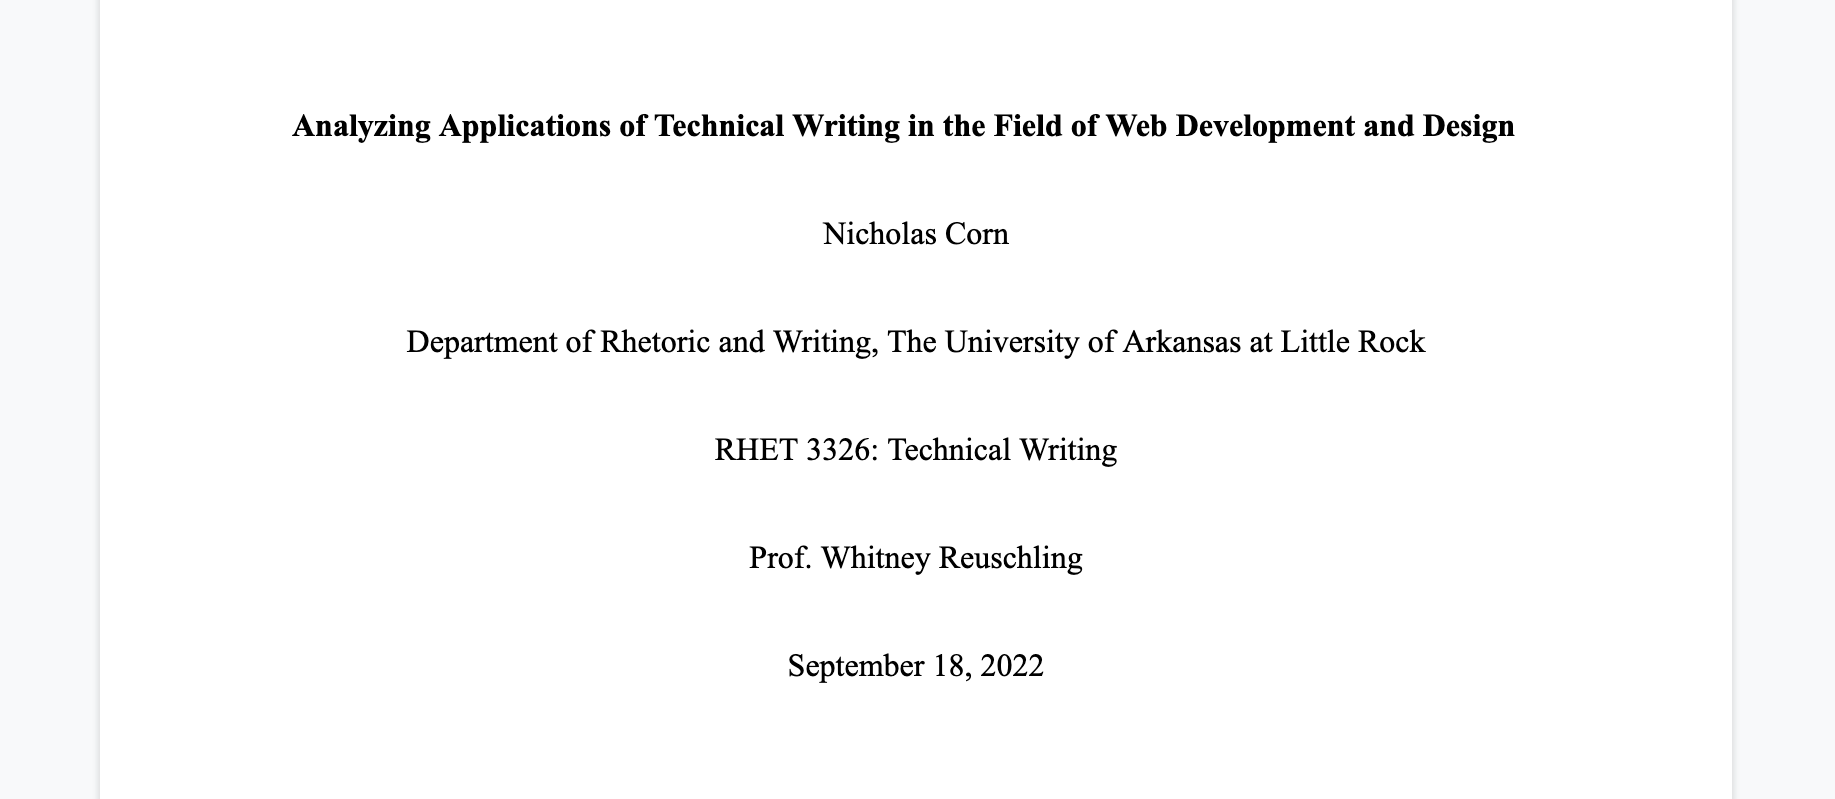 Analyzing Applications of Technical Writing in the Field of Web Development and Design
Nicholas Corn
Department of Rhetoric and Writing, The University of Arkansas at Little Rock
RHET 3326: Technical Writing
Prof. Whitney Reuschling
September 18, 2022